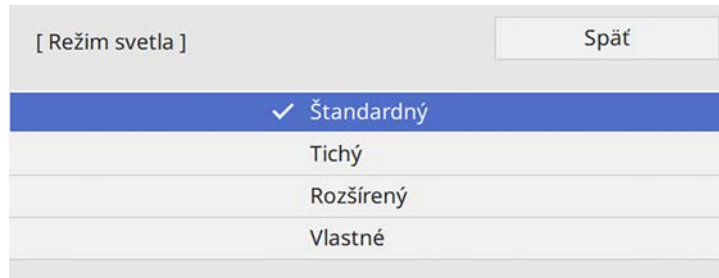 [ Režim svetla ]
Späť
Štandardný
Tichý
Rozšírený
Vlastné